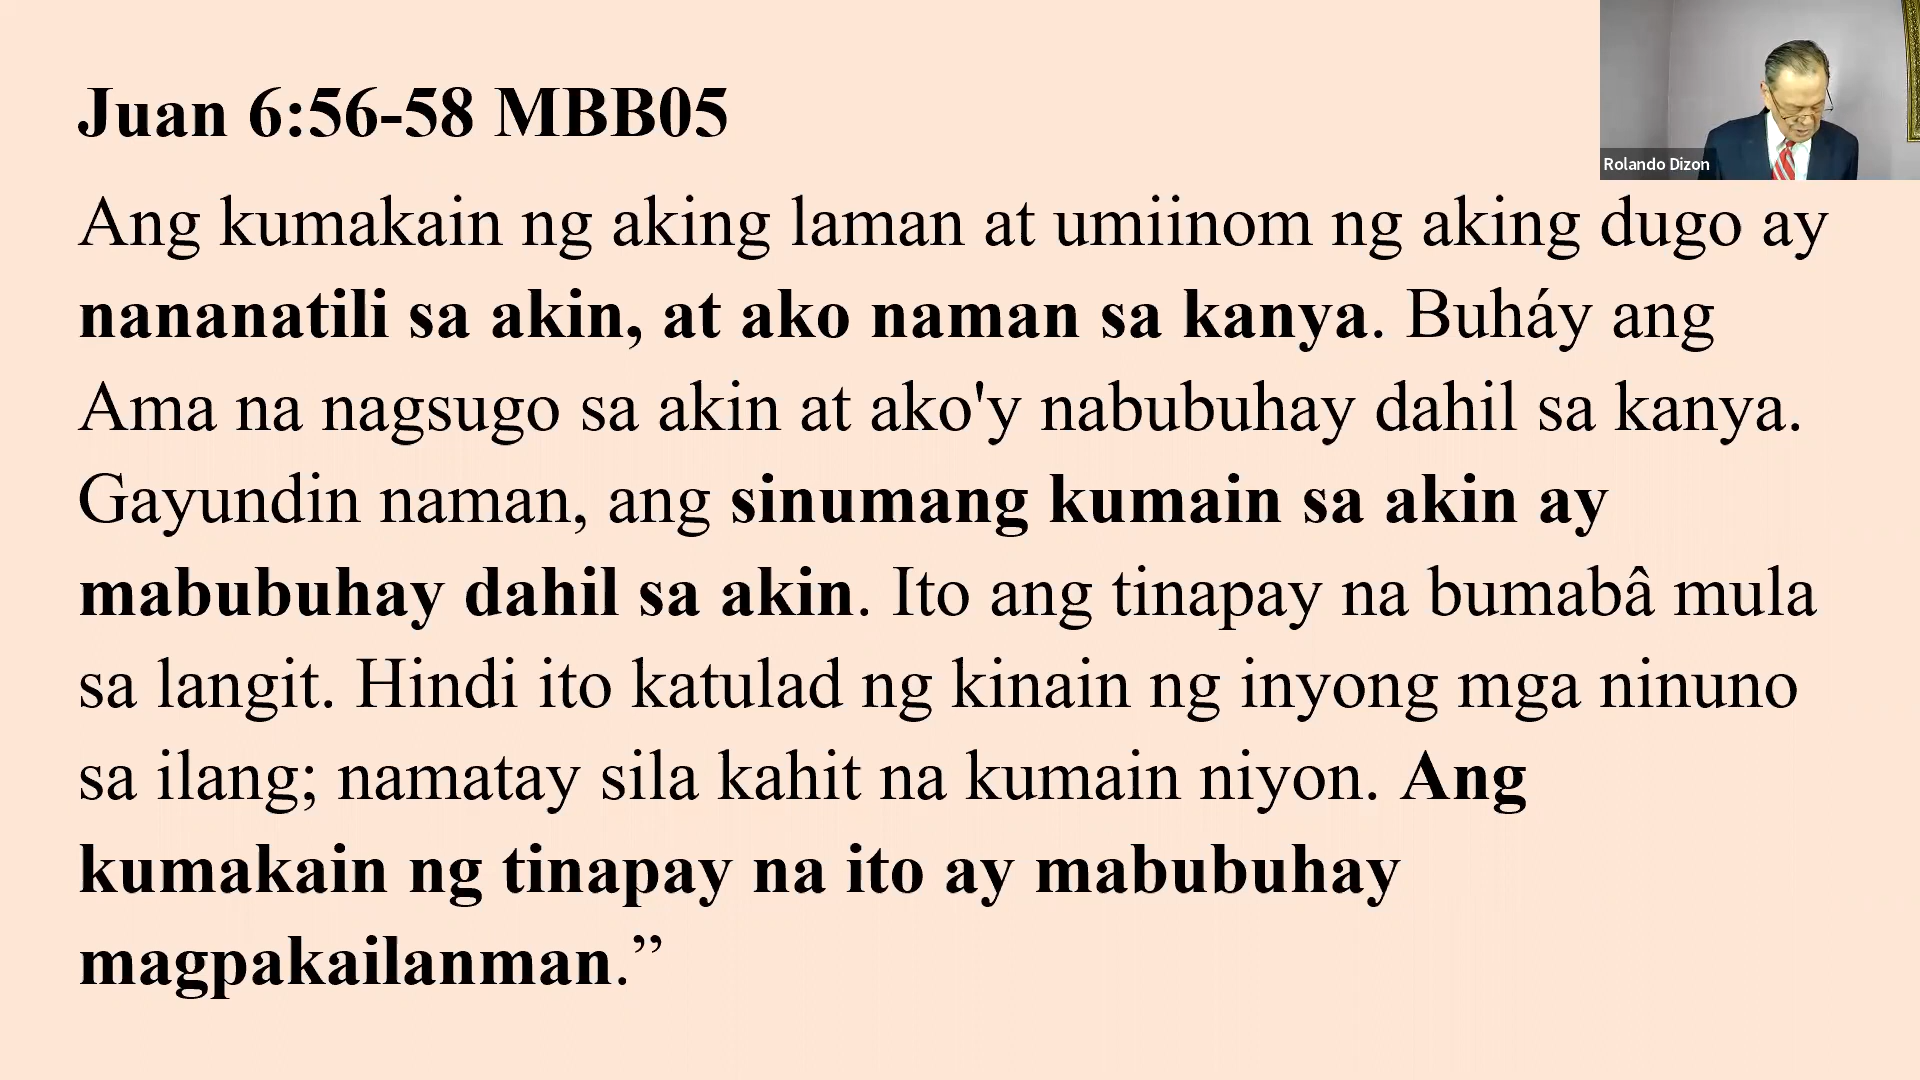 Juan 6:56-58 MBB05
Rolando Dizon
Ang kumakain ng aking laman at umiinom ng aking dugo ay
nananatili sa akin, at ako naman sa kanya. Buháy ang
Ama na nagsugo sa akin at ako'y nabubuhay dahil sa kanya.
Gayundin naman, ang sinumang kumain sa akin ay
mabubuhay dahil sa akin. Ito ang tinapay na bumabâ mula
sa langit. Hindi ito katulad ng kinain ng inyong mga ninuno
sa ilang; namatay sila kahit na kumain niyon. Ang
kumakain ng tinapay na ito ay mabubuhay
magpakailanman.”